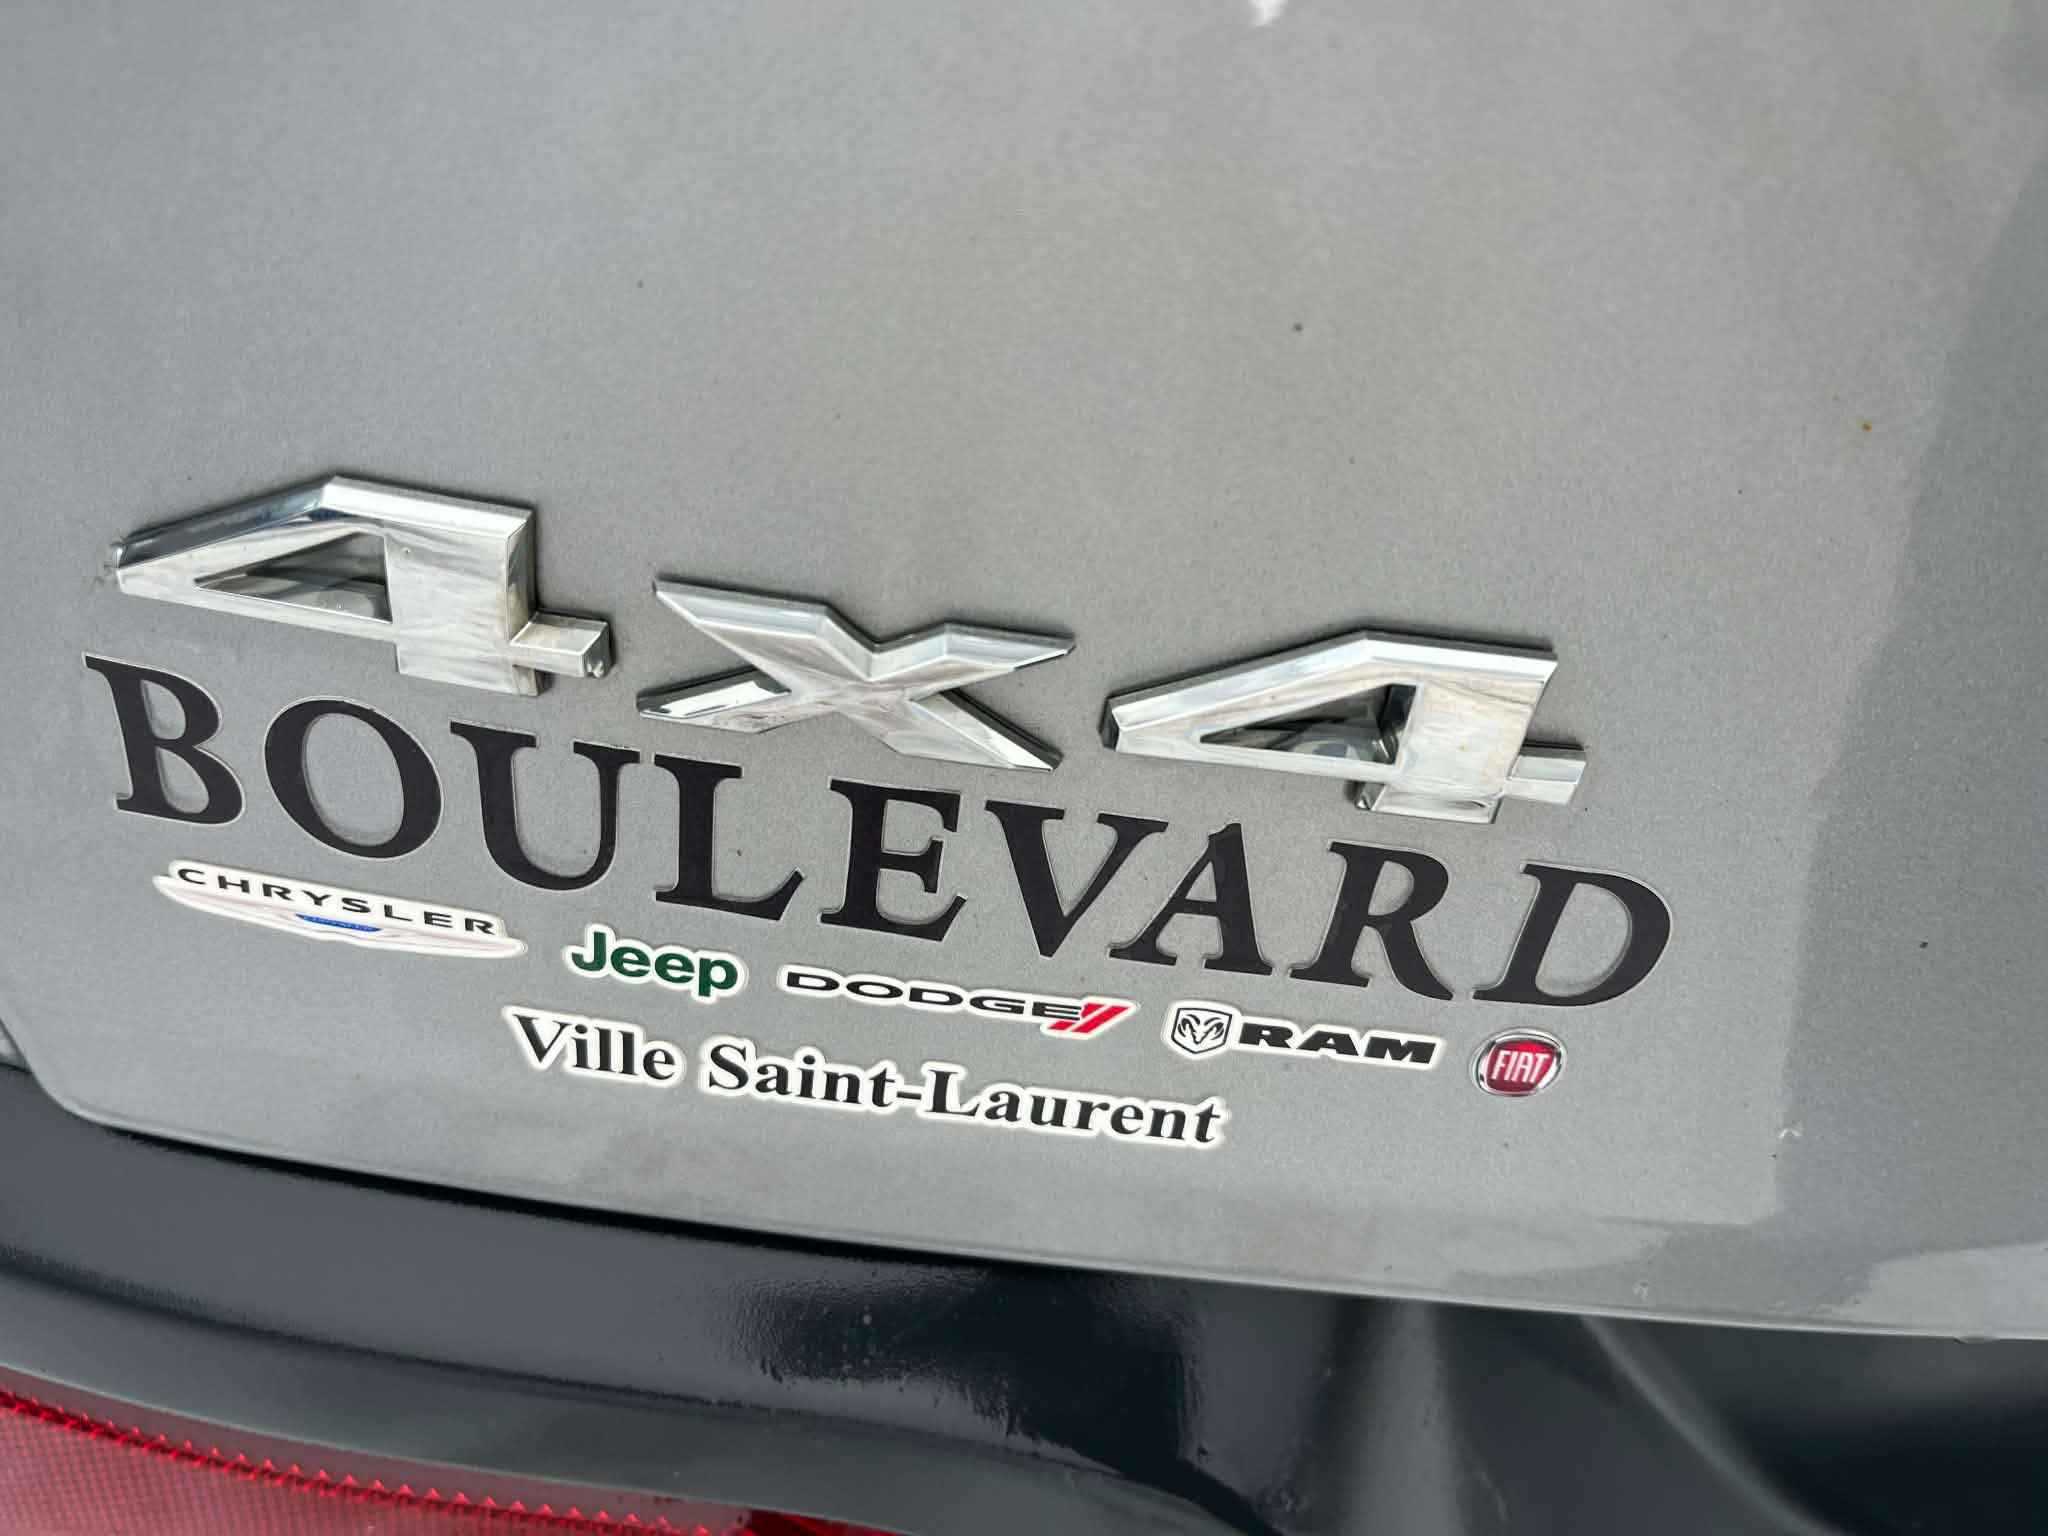 4x4
BOULEVARD
CHRYSLER Jeep DODGE RAM FIAT
Ville Saint-Laurent